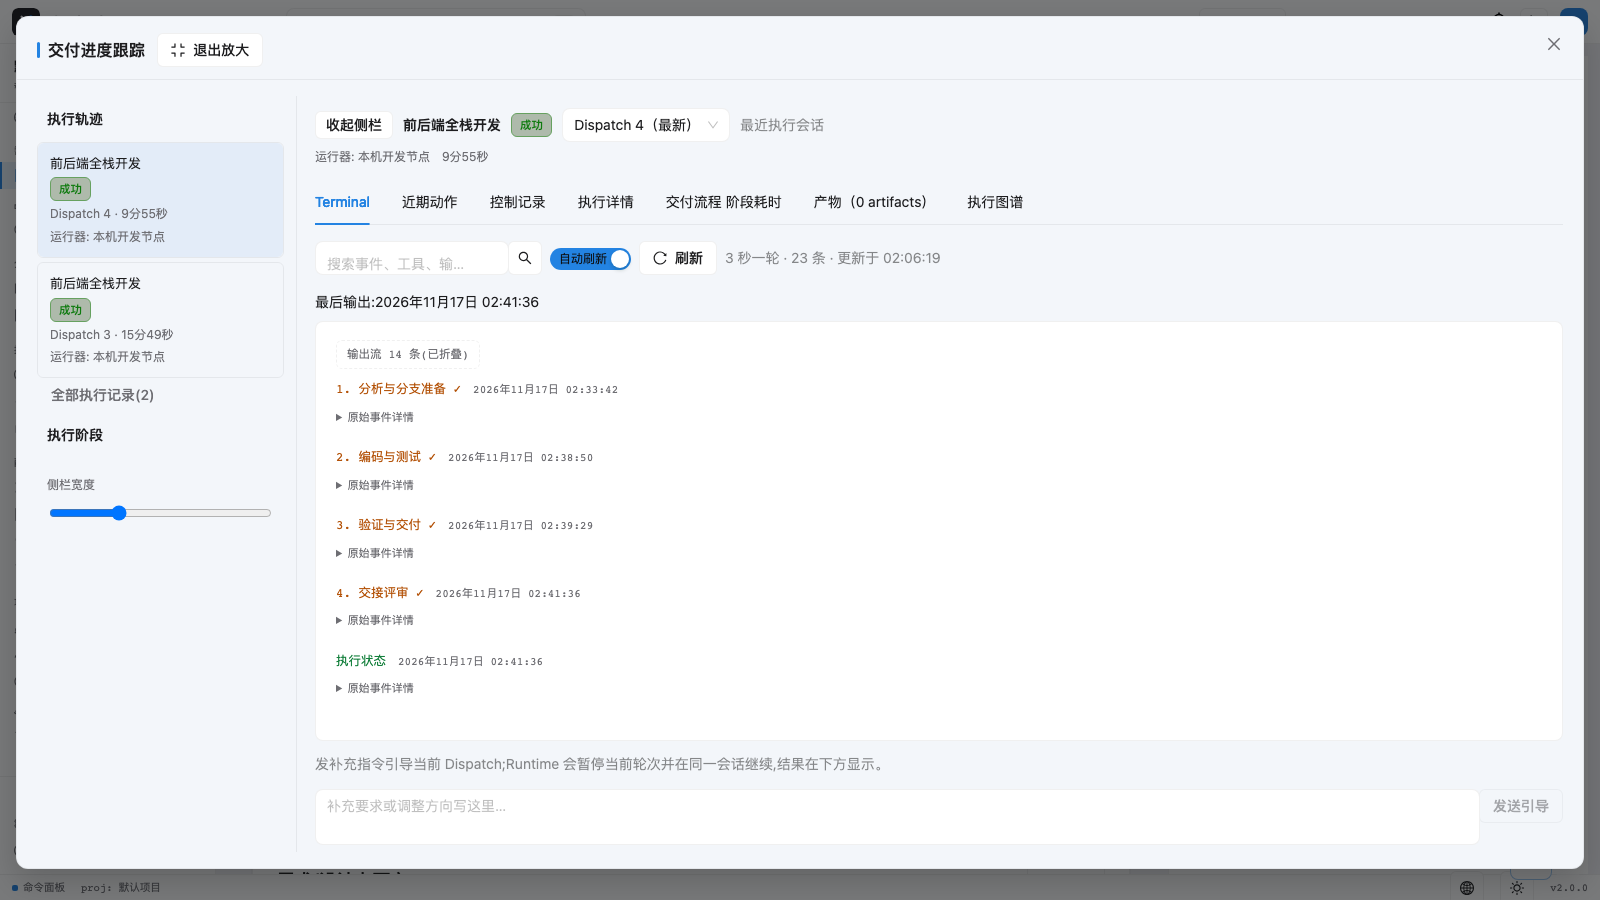 交付进度跟踪
退出放大
执行轨迹
前后端全栈开发
成功
Dispatch 4 · 9分55秒
运行器: 本机开发节点
前后端全栈开发
成功
Dispatch 3 · 15分49秒
运行器: 本机开发节点
全部执行记录(2)
执行阶段
侧栏宽度
收起侧栏 前后端全栈开发 成功 Dispatch 4（最新） 最近执行会话
运行器: 本机开发节点 9分55秒
Terminal 近期动作 控制记录 执行详情 交付流程 阶段耗时 产物（0 artifacts） 执行图谱
搜索事件、工具、输... 自动刷新 刷新 3 秒一轮 · 23 条 · 更新于 02:06:19
最后输出:2026年11月17日 02:41:36
输出流 14 条(已折叠)
1. 分析与分支准备 ✓ 2026年11月17日 02:33:42
▶ 原始事件详情
2. 编码与测试 ✓ 2026年11月17日 02:38:50
▶ 原始事件详情
3. 验证与交付 ✓ 2026年11月17日 02:39:29
▶ 原始事件详情
4. 交接评审 ✓ 2026年11月17日 02:41:36
▶ 原始事件详情
执行状态 2026年11月17日 02:41:36
▶ 原始事件详情
发补充指令引导当前 Dispatch;Runtime 会暂停当前轮次并在同一会话继续,结果在下方显示。
补充要求或调整方向写这里...
发送引导
命令面板 proj: 默认项目 v2.0.0